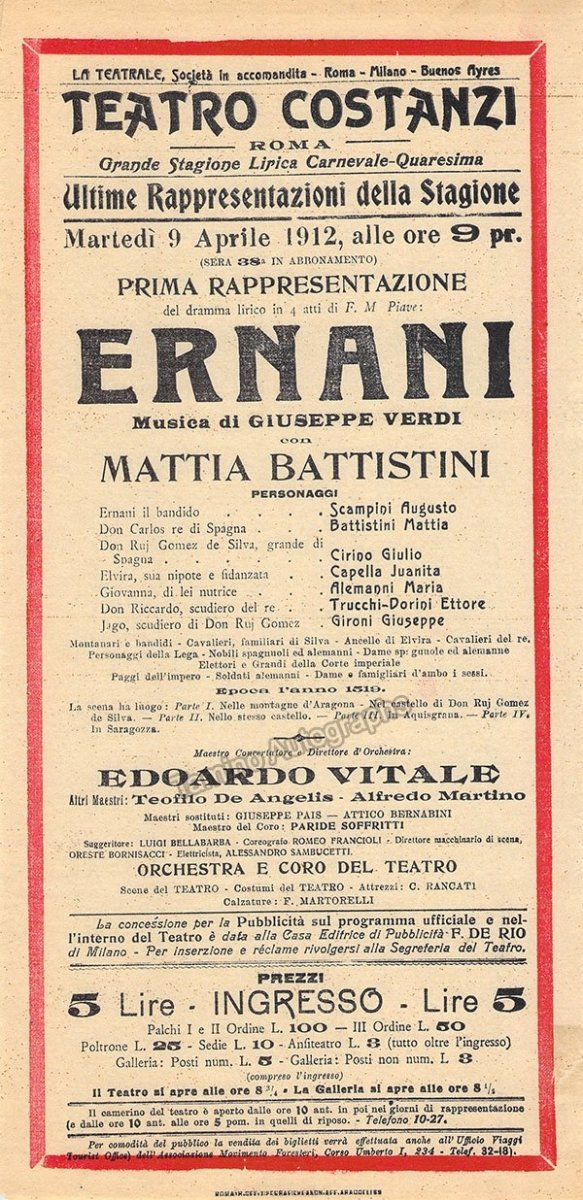 LA TEATRALE, Società in accomandita - Roma - Milano - Buenos Ayres
TEATRO COSTANZI
ROMA
Grande Stagione Lirica Carnevale-Quaresima
Ultime Rappresentazioni della Stagione
Martedì 9 Aprile 1912, alle ore 9 pr.
(SERA 38a IN ABBONAMENTO)
PRIMA RAPPRESENTAZIONE
del dramma lirico in 4 atti di F. M Piave:
ERNANI
Musica di GIUSEPPE VERDI
con
MATTIA BATTISTINI
PERSONAGGI
Ernani il bandido . . . . Scampini Augusto
Don Carlos re di Spagna . . . Battistini Mattia
Don Ruj Gomez de Silva, grande di
Spagna . . . . . . Cirino Giulio
Elvira, sua nipote e fidanzata . . Capella Juanita
Giovanna, di lei nutrice . . . Alemanni Maria
Don Riccardo, scudiero del re . . Trucchi-Dorini Ettore
Jago, scudiero di Don Ruj Gomez . Gironi Giuseppe
Montanari e bandidi - Cavalieri, familiari di Silva - Ancelle di Elvira - Cavalieri del re.
Personaggi della Lega - Nobili spagnuoli ed alemanni - Dame spagnuole ed alemanne
Elettori e Grandi della Corte imperiale
Paggi dell'impero - Soldati alemanni - Dame e famigliari d'ambo i sessi.
Epoca l'anno 1519.
La scena ha luogo: Parte I. Nelle montagne d'Aragona - Nel castello di Don Ruj Gomez
de Silva. — Parte II. Nello stesso castello. — Parte III. In Aquisgrana. — Parte IV.
In Saragozza.
Tamino Autographs
Maestro Concertatore e Direttore d'Orchestra:
EDOARDO VITALE
Altri Maestri: Teofilo De Angelis - Alfredo Martino
Maestri sostituti: GIUSEPPE PAIS — ATTICO BERNABINI
Maestro del Coro: PARIDE SOFFRITTI
Suggeritore: LUIGI BELLABARBA - Coreografo ROMEO FRANCIOLI - Direttore macchinario di scena,
ORESTE BORNISACCI - Elettricista, ALESSANDRO SAMBUCETTI.
ORCHESTRA E CORO DEL TEATRO
Scene del TEATRO - Costumi del TEATRO - Attrezzi: C. RANCATI
Calzature: F. MARTORELLI
La concessione per la Pubblicità sul programma ufficiale e nel-
l'interno del Teatro è data alla Casa Editrice di Pubblicità F. DE RIO
di Milano - Per inserzione e réclame rivolgersi alla Segreteria del Teatro.
PREZZI
5 Lire - INGRESSO - Lire 5
Palchi I e II Ordine L. 100 — III Ordine L. 50
Poltrone L. 25 - Sedie L. 10 - Anfiteatro L. 3 (tutto oltre l'ingresso)
Galleria: Posti num. L. 5 - Galleria: Posti non num. L 3
(compreso l'ingresso)
Il Teatro si apre alle ore 8 3/4 - La Galleria si apre alle ore 8 1/2
Il camerino del teatro è aperto dalle ore 10 ant. in poi nei giorni di rappresentazione
(e dalle ore 10 ant. alle ore 5 pom. in quelli di riposo. - Telefono 10-27.
Per comodità del pubblico la vendita dei biglietti verrà effettuata anche all'Ufficio Viaggi
Tourist Office) dell'Associazione Movimento Forestieri, Corso Umberto I, 234 - Telef. 32-18).